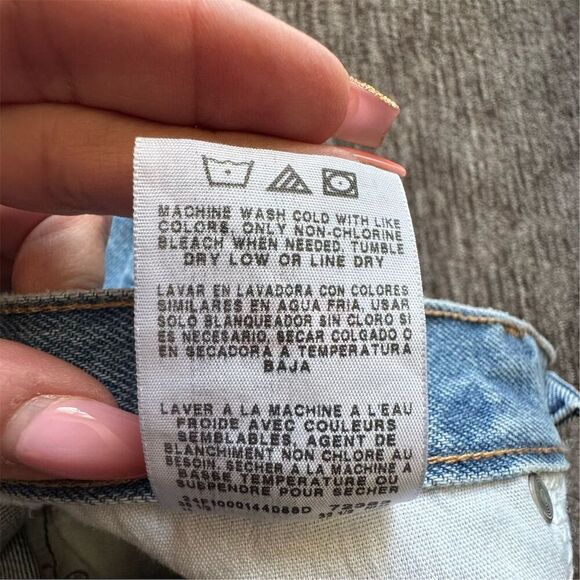 MACHINE WASH COLD WITH LIKE
COLORS, ONLY NON-CHLORINE
BLEACH WHEN NEEDED, TUMBLE
DRY LOW OR LINE DRY
LAVAR EN LAVADORA CON COLORES
SIMILARES EN AGUA FRIA, USAR
SOLO BLANQUEADOR SIN CLORO SI
ES NECESARIO, SECAR COLGADO O
EN SECADORA A TEMPERATURA
BAJA
LAVER A LA MACHINE A L'EAU
FROIDE AVEC COULEURS
SEMBLABLES, AGENT DE
BLANCHIMENT NON CHLORE AU
BESOIN, SECHER A LA MACHINE A
BASSE TEMPERATURE OU
SUSPENDRE POUR SECHER